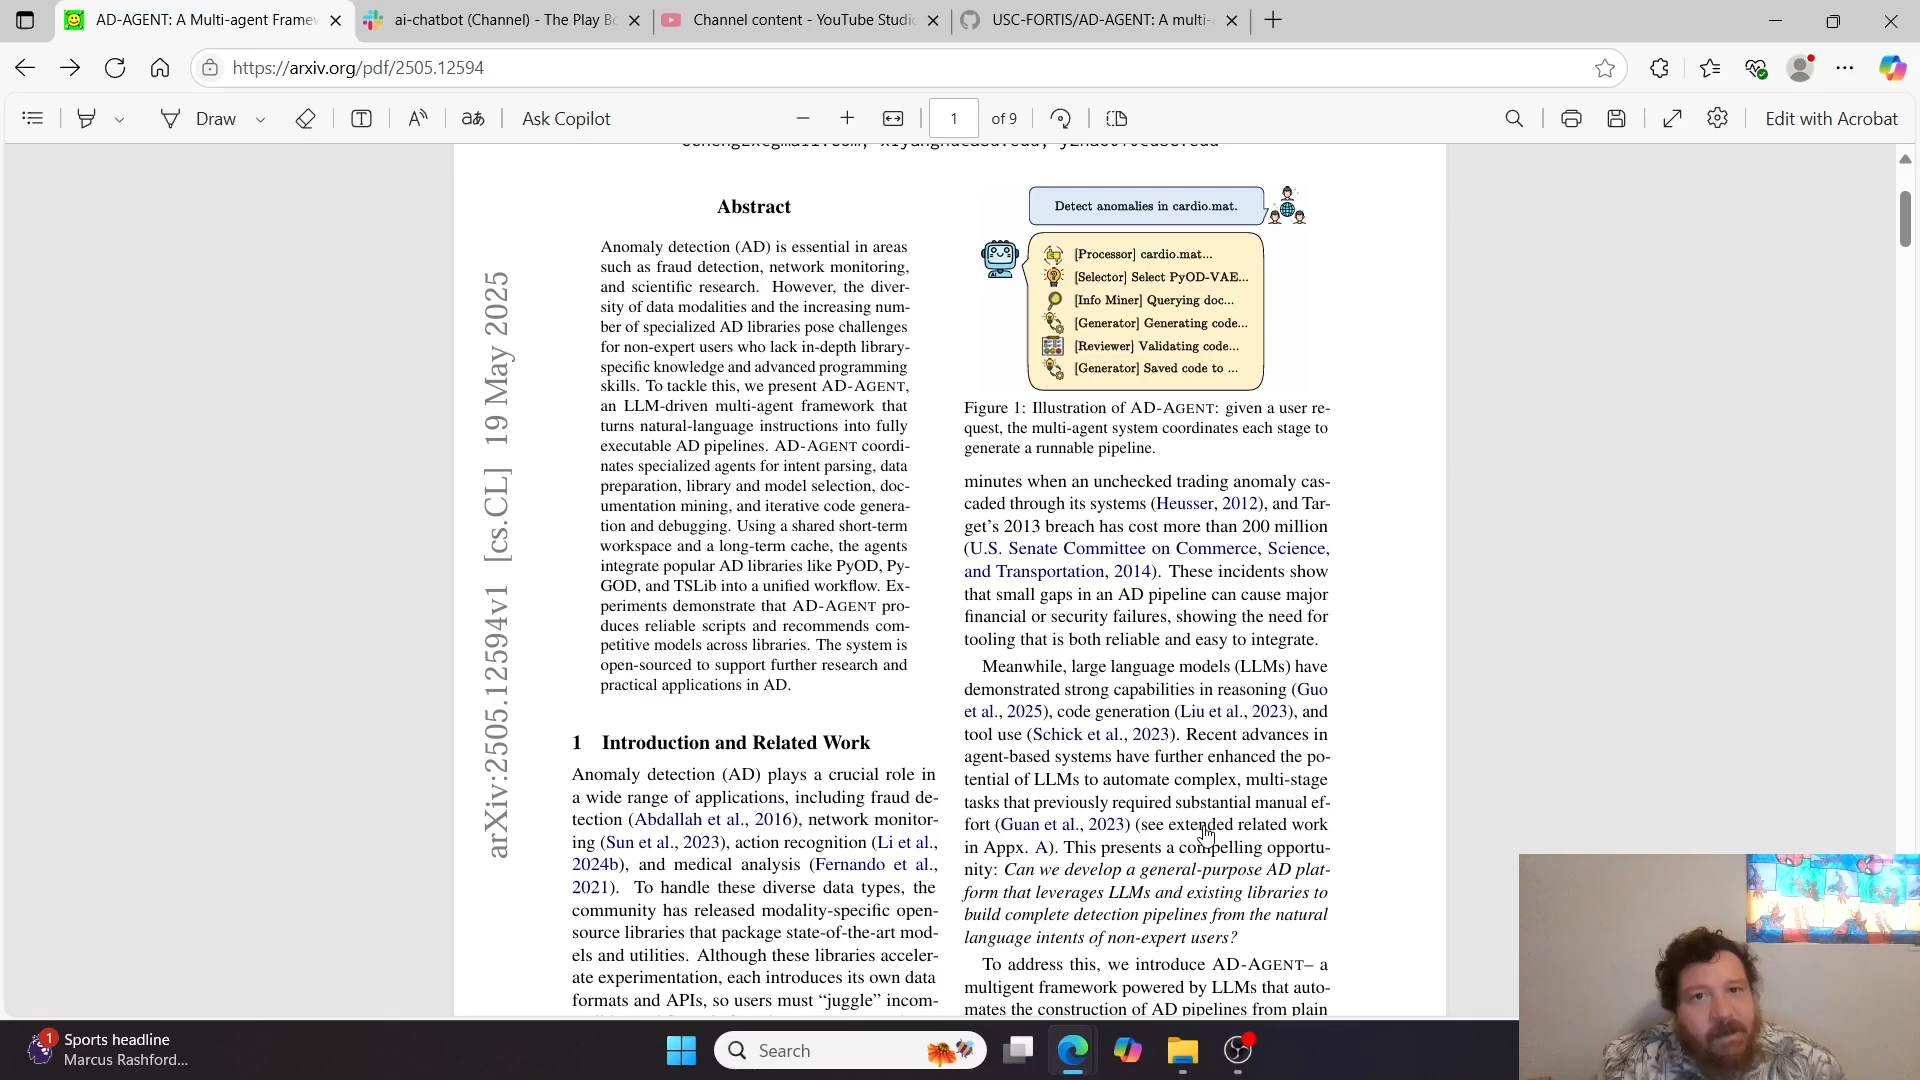 AD-AGENT: A Multi-agent Framew
ai-chatbot (Channel) - The Play Bo
Channel content - YouTube Studio
USC-FORTIS/AD-AGENT: A multi-
https://arxiv.org/pdf/2505.12594
Draw
Ask Copilot
1 of 9
Edit with Acrobat
arXiv:2505.12594v1 [cs.CL] 19 May 2025
Abstract
Anomaly detection (AD) is essential in areas
such as fraud detection, network monitoring,
and scientific research. However, the diver-
sity of data modalities and the increasing num-
ber of specialized AD libraries pose challenges
for non-expert users who lack in-depth library-
specific knowledge and advanced programming
skills. To tackle this, we present AD-AGENT,
an LLM-driven multi-agent framework that
turns natural-language instructions into fully
executable AD pipelines. AD-AGENT coordi-
nates specialized agents for intent parsing, data
preparation, library and model selection, doc-
umentation mining, and iterative code genera-
tion and debugging. Using a shared short-term
workspace and a long-term cache, the agents
integrate popular AD libraries like PyOD, Py-
GOD, and TSLib into a unified workflow. Ex-
periments demonstrate that AD-AGENT pro-
duces reliable scripts and recommends com-
petitive models across libraries. The system is
open-sourced to support further research and
practical applications in AD.
1 Introduction and Related Work
Anomaly detection (AD) plays a crucial role in
a wide range of applications, including fraud de-
tection (Abdallah et al., 2016), network monitor-
ing (Sun et al., 2023), action recognition (Li et al.,
2024b), and medical analysis (Fernando et al.,
2021). To handle these diverse data types, the
community has released modality-specific open-
source libraries that package state-of-the-art mod-
els and utilities. Although these libraries acceler-
ate experimentation, each introduces its own data
formats and APIs, so users must “juggle” incom-
Detect anomalies in cardio.mat.
[Processor] cardio.mat...
[Selector] Select PyOD-VAE...
[Info Miner] Querying doc...
[Generator] Generating code...
[Reviewer] Validating code...
[Generator] Saved code to ...
Figure 1: Illustration of AD-AGENT: given a user re-
quest, the multi-agent system coordinates each stage to
generate a runnable pipeline.
minutes when an unchecked trading anomaly cas-
caded through its systems (Heusser, 2012), and Tar-
get's 2013 breach has cost more than 200 million
(U.S. Senate Committee on Commerce, Science,
and Transportation, 2014). These incidents show
that small gaps in an AD pipeline can cause major
financial or security failures, showing the need for
tooling that is both reliable and easy to integrate.
Meanwhile, large language models (LLMs) have
demonstrated strong capabilities in reasoning (Guo
et al., 2025), code generation (Liu et al., 2023), and
tool use (Schick et al., 2023). Recent advances in
agent-based systems have further enhanced the po-
tential of LLMs to automate complex, multi-stage
tasks that previously required substantial manual ef-
fort (Guan et al., 2023) (see extended related work
in Appx. A). This presents a compelling opportu-
nity: Can we develop a general-purpose AD plat-
form that leverages LLMs and existing libraries to
build complete detection pipelines from the natural
language intents of non-expert users?
To address this, we introduce AD-AGENT– a
multigent framework powered by LLMs that auto-
mates the construction of AD pipelines from plain
1
Sports headline
Marcus Rashford...
Search